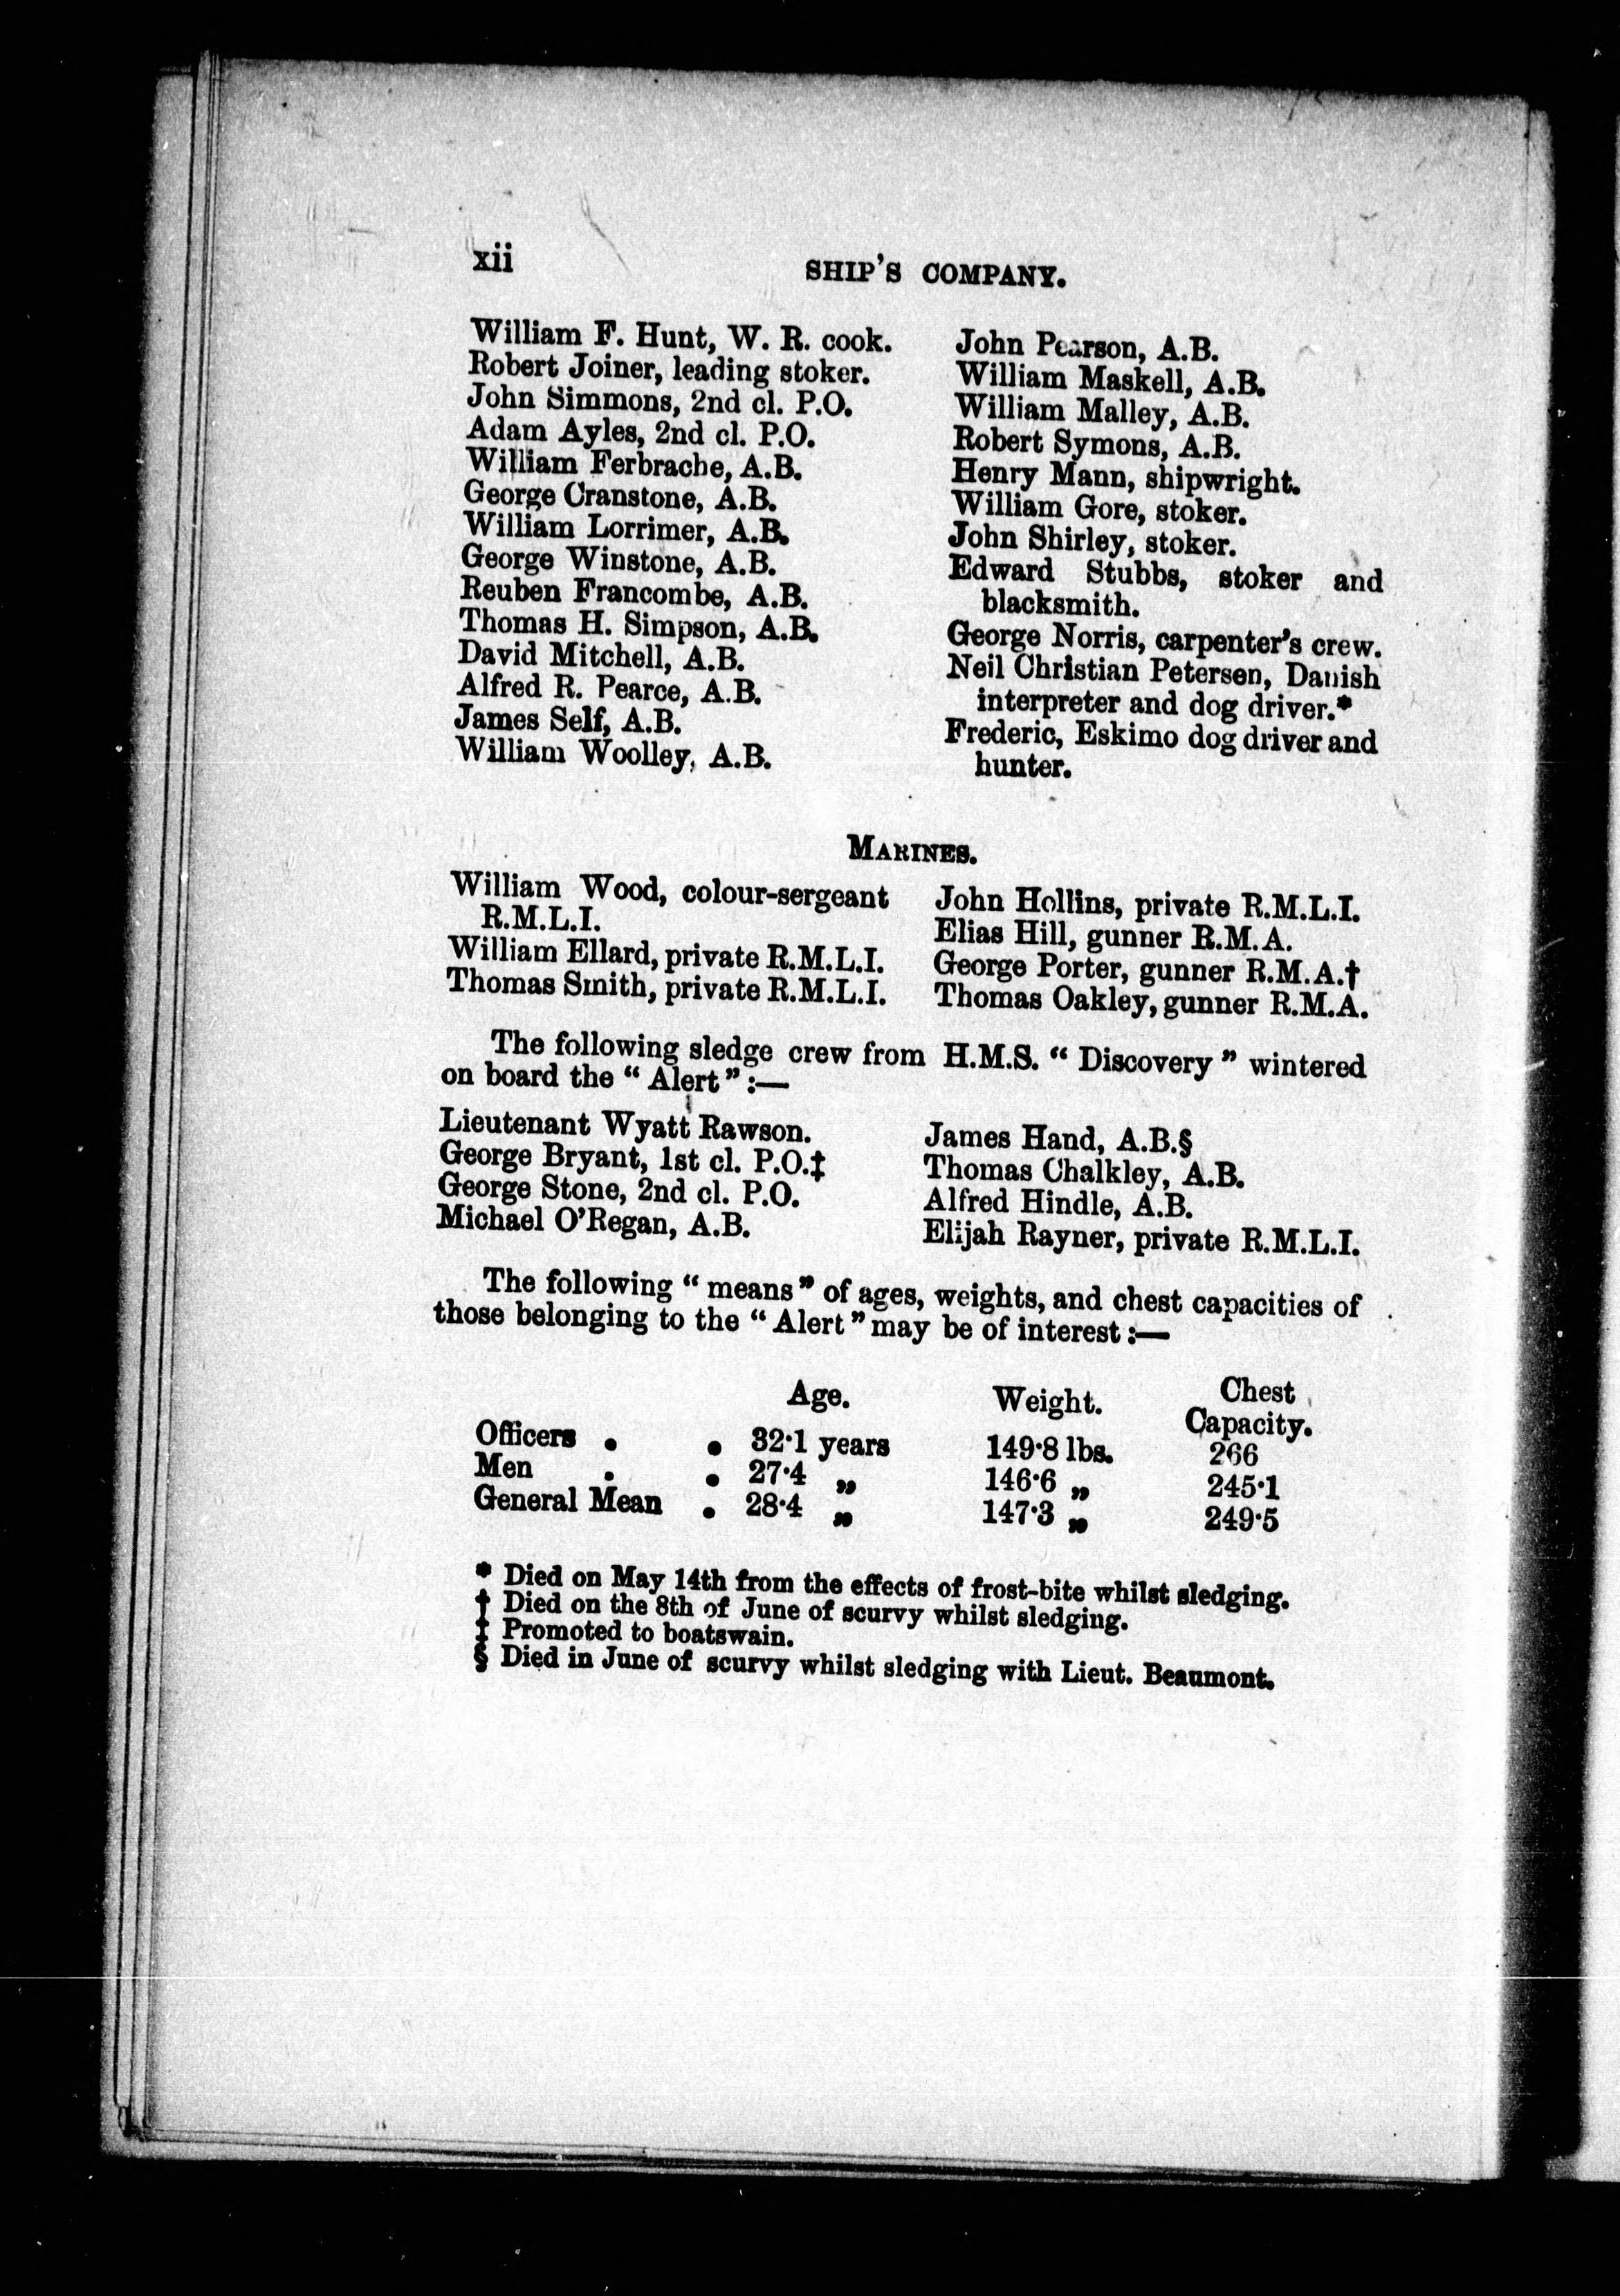 xii
SHIP'S COMPANY.
William F. Hunt, W. R. cook.
Robert Joiner, leading stoker.
John Simmons, 2nd cl. P.O.
Adam Ayles, 2nd cl. P.O.
William Ferbrache, A.B.
George Cranstone, A.B.
William Lorrimer, A.B.
George Winstone, A.B.
Reuben Francombe, A.B.
Thomas H. Simpson, A.B.
David Mitchell, A.B.
Alfred R. Pearce, A.B.
James Self, A.B.
William Woolley, A.B.
John Pearson, A.B.
William Maskell, A.B.
William Malley, A.B.
Robert Symons, A.B.
Henry Mann, shipwright.
William Gore, stoker.
John Shirley, stoker.
Edward Stubbs, stoker and
blacksmith.
George Norris, carpenter's crew.
Neil Christian Petersen, Danish
interpreter and dog driver.*
Frederic, Eskimo dog driver and
hunter.
MARINES.
William Wood, colour-sergeant
R.M.L.I.
William Ellard, private R.M.L.I.
Thomas Smith, private R.M.L.I.
John Hollins, private R.M.L.I.
Elias Hill, gunner R.M.A.
George Porter, gunner R.M.A.†
Thomas Oakley, gunner R.M.A.
The following sledge crew from H.M.S. “ Discovery ” wintered
on board the “ Alert ” :—
Lieutenant Wyatt Rawson.
George Bryant, 1st cl. P.O.‡
George Stone, 2nd cl. P.O.
Michael O'Regan, A.B.
James Hand, A.B.§
Thomas Chalkley, A.B.
Alfred Hindle, A.B.
Elijah Rayner, private R.M.L.I.
The following “ means ” of ages, weights, and chest capacities of
those belonging to the “ Alert ” may be of interest :—
Age. Weight. Chest
Capacity.
Officers . . 32·1 years 149·8 lbs. 266
Men . . 27·4 „ 146·6 „ 245·1
General Mean . 28·4 „ 147·3 „ 249·5
* Died on May 14th from the effects of frost-bite whilst sledging.
† Died on the 8th of June of scurvy whilst sledging.
‡ Promoted to boatswain.
§ Died in June of scurvy whilst sledging with Lieut. Beaumont.